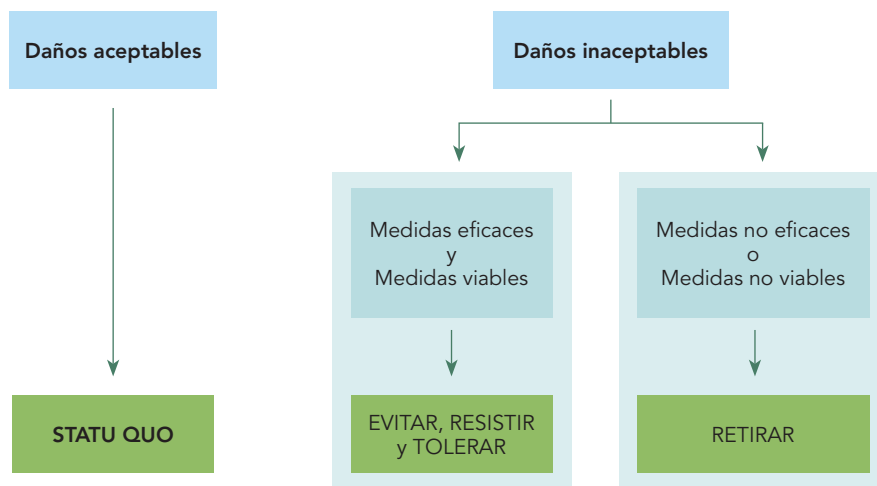 Daños aceptables
Daños inaceptables
Medidas eficaces
y
Medidas viables
Medidas no eficaces
o
Medidas no viables
STATU QUO
EVITAR, RESISTIR
y TOLERAR
RETIRAR